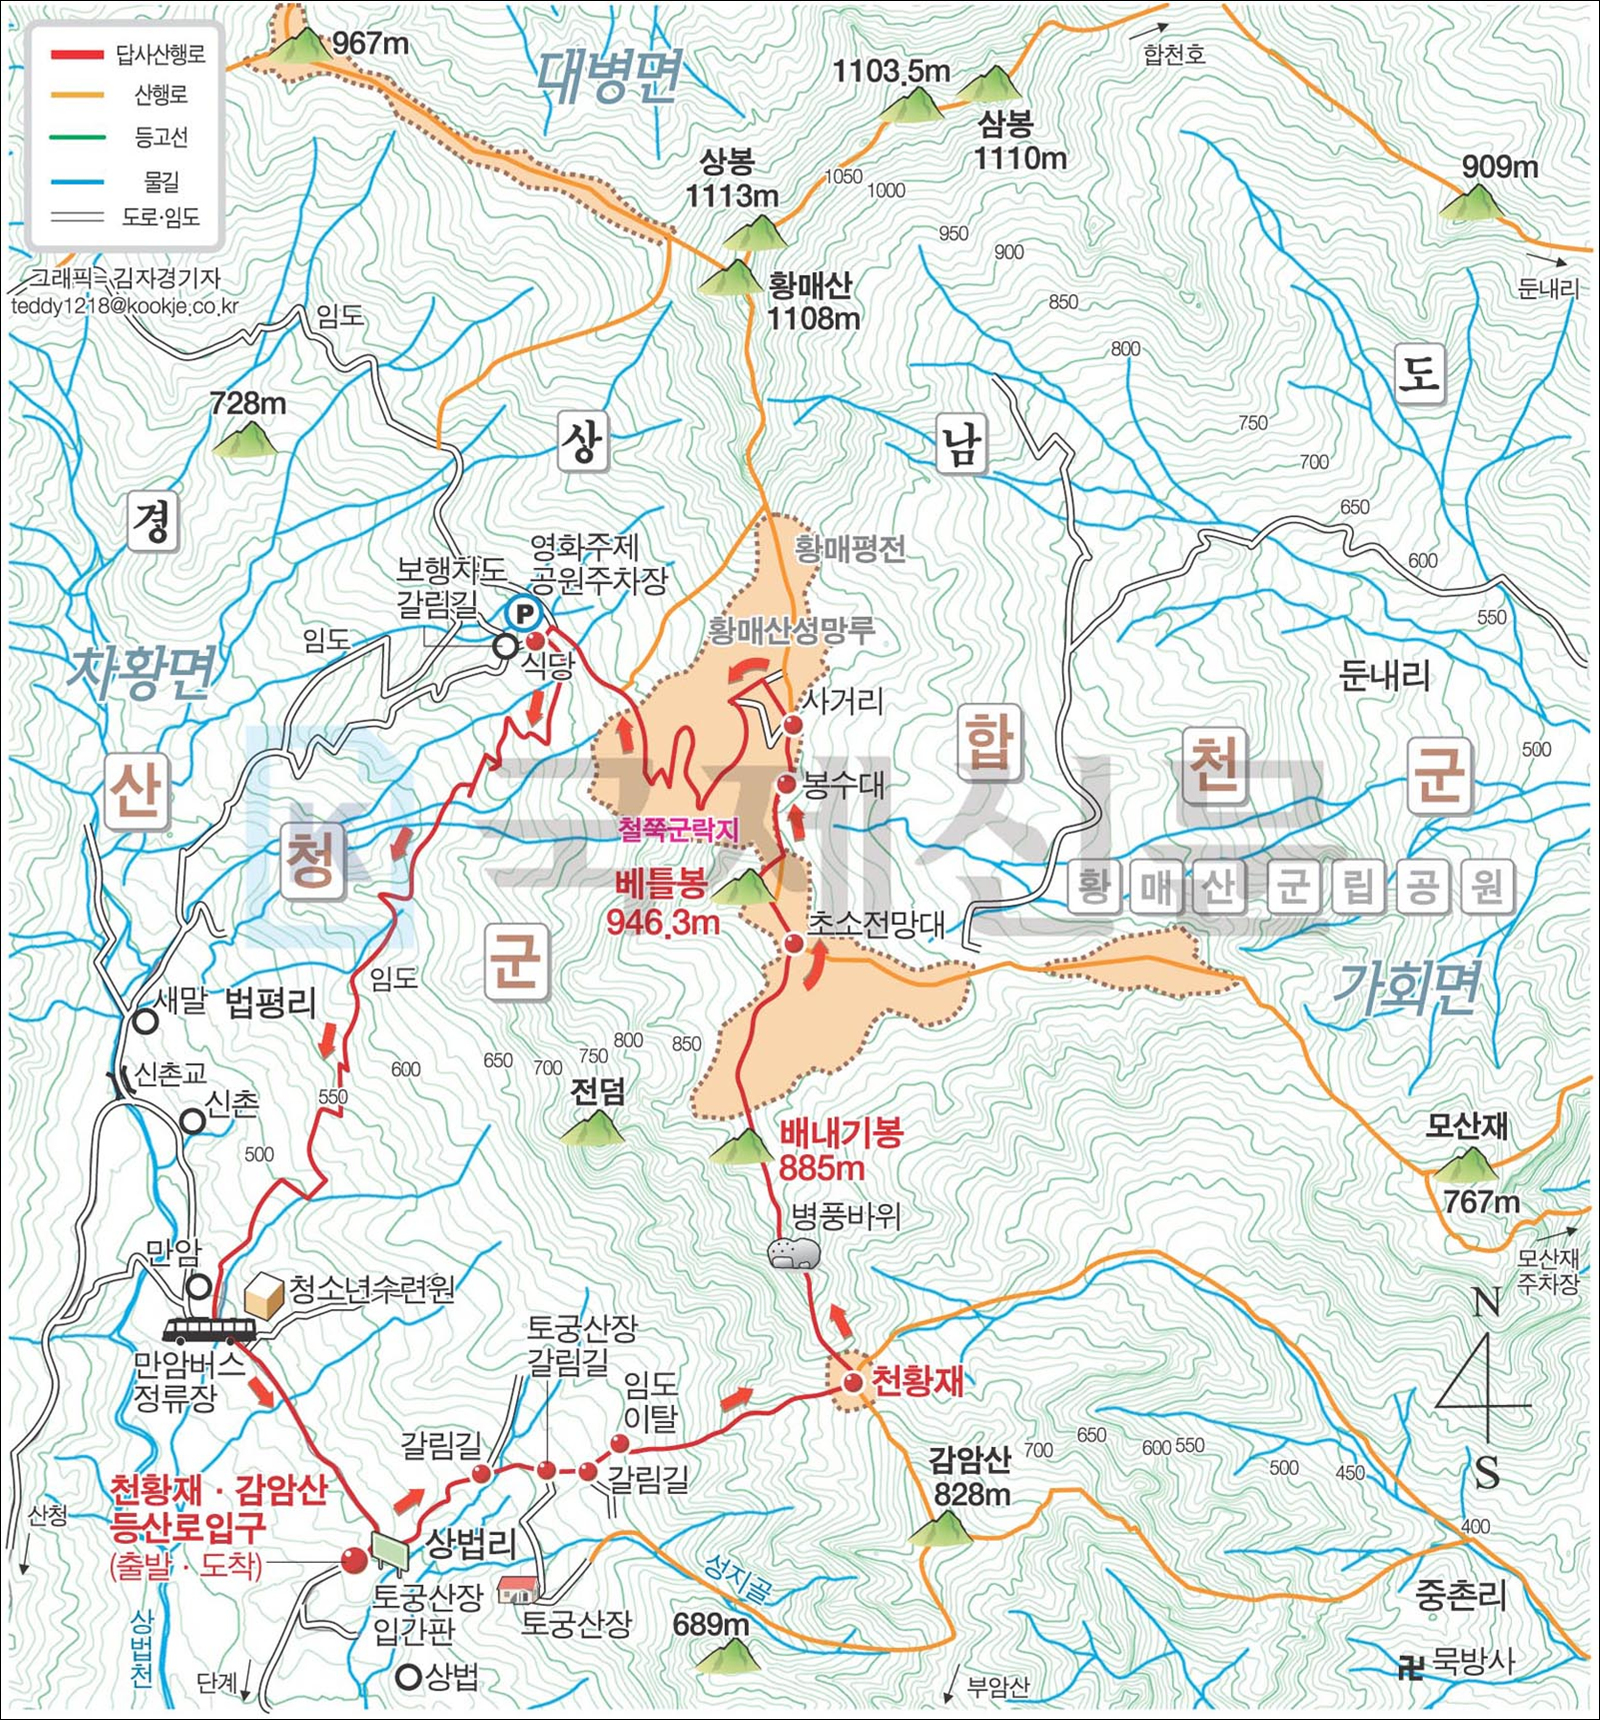 답사산행로
산행로
등고선
물길
도로·임도
그래픽=김자경기자
teddy1218@kookje.co.kr
967m
대병면
1103.5m
합천호
삼봉
1110m
상봉
1113m
1050
1000
950
900
850
800
750
700
650
600
550
500
909m
둔내리
황매산
1108m
임도
728m
경
상
남
도
황매평전
영화주제
공원주차장
보행차도
갈림길
P
식당
임도
차황면
황매산성망루
사거리
둔내리
산
청
군
합
천
군
국제신문
봉수대
철쭉군락지
베틀봉
946.3m
초소전망대
황매산군립공원
가회면
임도
새말
법평리
신촌교
신촌
500
550
600
650
700
750
800
850
전덤
배내기봉
885m
병풍바위
모산재
767m
모산재
주차장
만암
청소년수련원
만암버스
정류장
토궁산장
갈림길
임도
이탈
천황재
N
S
갈림길
갈림길
감암산
828m
700
650
600
550
500
450
400
천황재·감암산
등산로입구
(출발·도착)
산청
상법리
토궁산장
입간판
토궁산장
성지골
689m
중촌리
묵방사
상법천
단계
상법
부암산